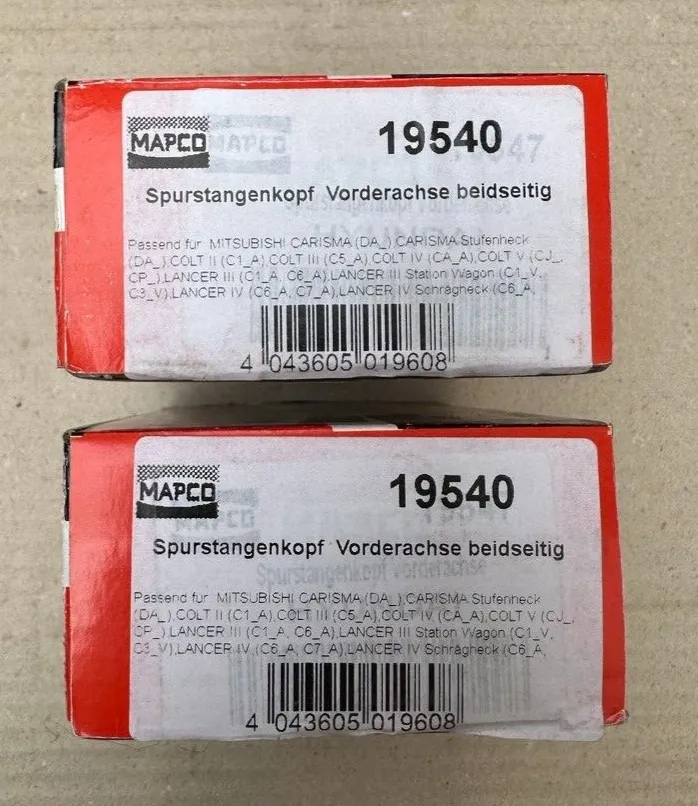 MAPCO
19540
Spurstangenkopf Vorderachse beidseitig
Passend für MITSUBISHI CARISMA (DA_),CARISMA Stufenheck
(DA_),COLT II (C1_A),COLT III (C5_A),COLT IV (CA_A),COLT V (CJ_,
CP_),LANCER III (C1_A, C6_A),LANCER III Station Wagon (C1_V,
C3_V),LANCER IV (C6_A, C7_A),LANCER IV Schrägheck (C6_A,
4 043605 019608
MAPCO
19540
Spurstangenkopf Vorderachse beidseitig
Spurstangenkopf Vorderachse
Passend für MITSUBISHI CARISMA (DA_),CARISMA Stufenheck
(DA_),COLT II (C1_A),COLT III (C5_A),COLT IV (CA_A),COLT V (CJ_,
CP_),LANCER III (C1_A, C6_A),LANCER III Station Wagon (C1_V,
C3_V),LANCER IV (C6_A, C7_A),LANCER IV Schrägheck (C6_A,
4 043605 019608